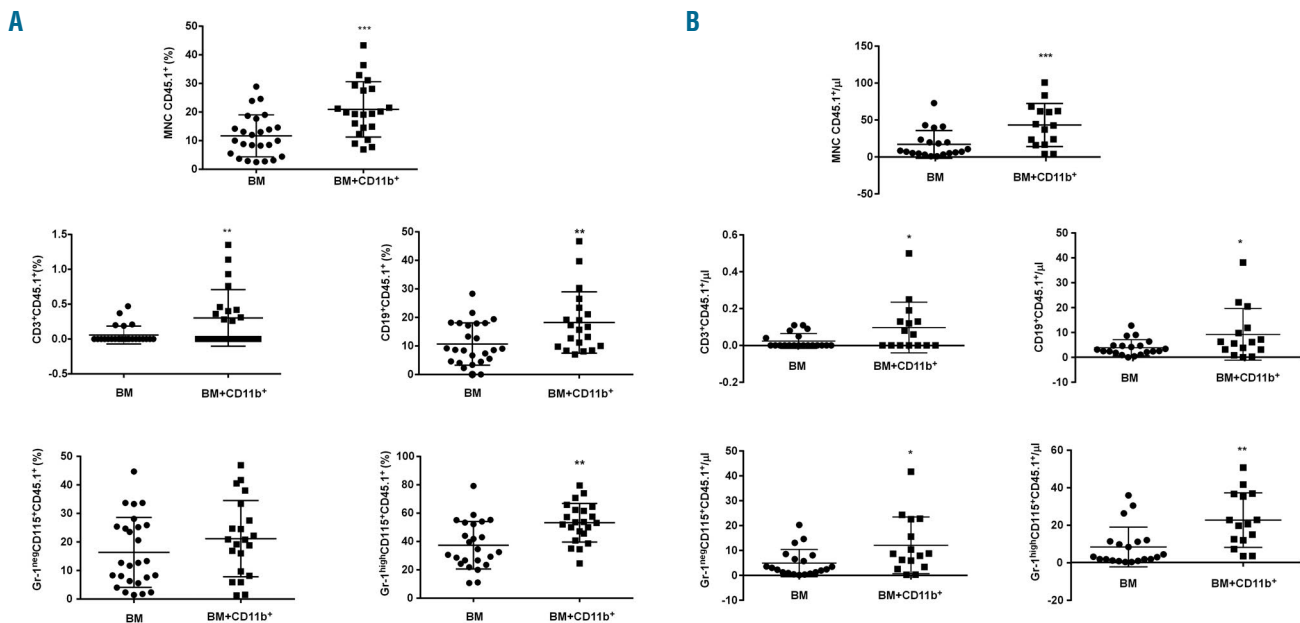 A
B
MNC CD45.1⁺ (%)
50
40
30
20
10
0
***
BM
BM+CD11b⁺
MNC CD45.1⁺/µl
150
100
50
0
-50
***
BM
BM+CD11b⁺
CD3⁺CD45.1⁺(%)
1.5
1.0
0.5
0.0
-0.5
**
BM
BM+CD11b⁺
CD19⁺CD45.1⁺ (%)
50
40
30
20
10
0
**
BM
BM+CD11b⁺
CD3⁺CD45.1⁺/µl
0.6
0.4
0.2
0.0
-0.2
*
BM
BM+CD11b⁺
CD19⁺CD45.1⁺/µl
50
40
30
20
10
0
-10
*
BM
BM+CD11b⁺
Gr-1ⁿᵉᵍCD115⁺CD45.1⁺ (%)
50
40
30
20
10
0
BM
BM+CD11b⁺
Gr-1ʰⁱᵍʰCD115⁺CD45.1⁺ (%)
100
80
60
40
20
0
**
BM
BM+CD11b⁺
Gr-1ⁿᵉᵍCD115⁺CD45.1⁺/µl
50
40
30
20
10
0
-10
*
BM
BM+CD11b⁺
Gr-1ʰⁱᵍʰCD115⁺CD45.1⁺/µl
60
40
20
0
-20
**
BM
BM+CD11b⁺